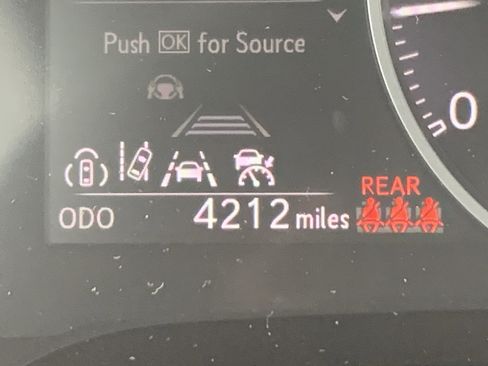 Push OK for Source
0
REAR
ODO 4212 miles